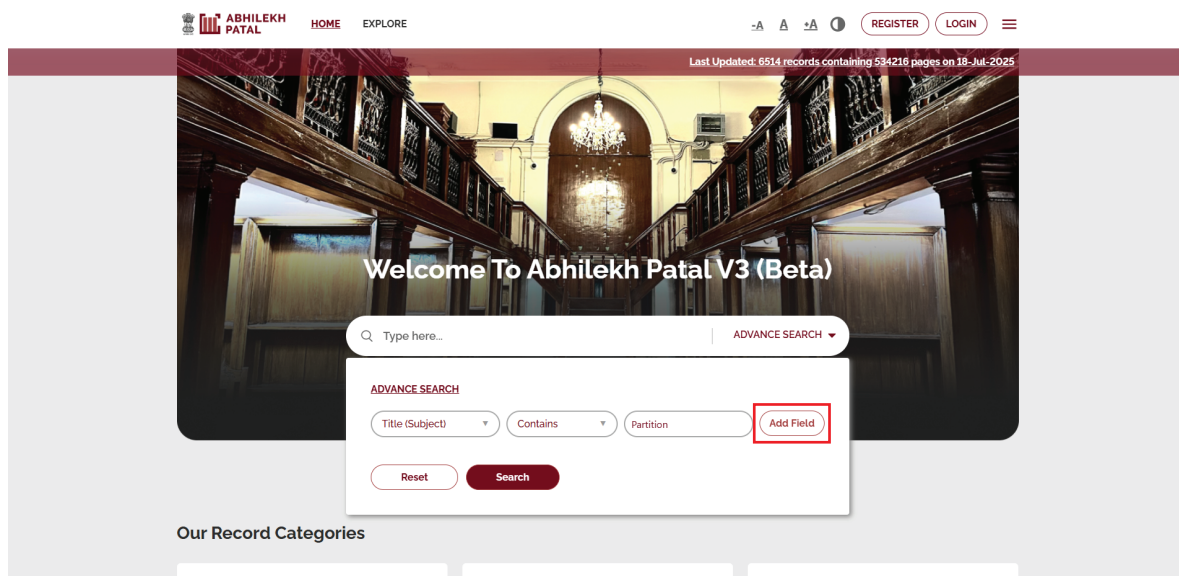 ABHILEKH PATAL HOME EXPLORE -A A +A REGISTER LOGIN
Last Updated: 6514 records containing 534216 pages on 18-Jul-2025
Welcome To Abhilekh Patal V3 (Beta)
Type here... ADVANCE SEARCH
ADVANCE SEARCH
Title (Subject) Contains Partition Add Field
Reset Search
Our Record Categories